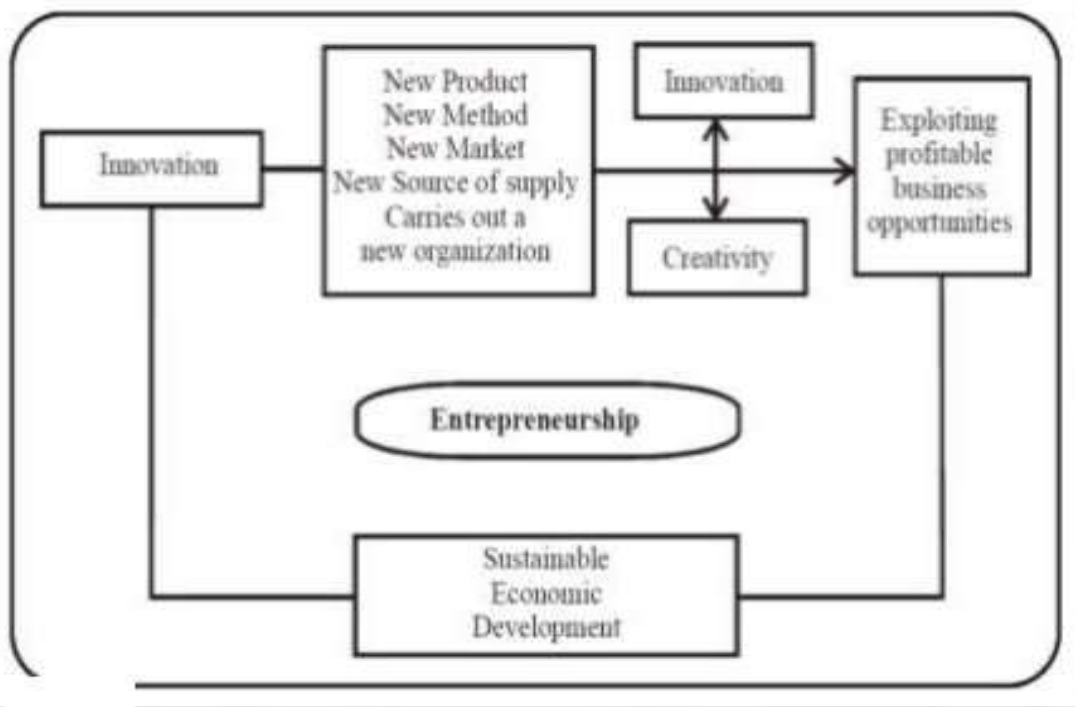 Innovation
New Product
New Method
New Market
New Source of supply
Carries out a
new organization
Innovation
Creativity
Exploiting
profitable
business
opportunities
Entrepreneurship
Sustainable
Economic
Development